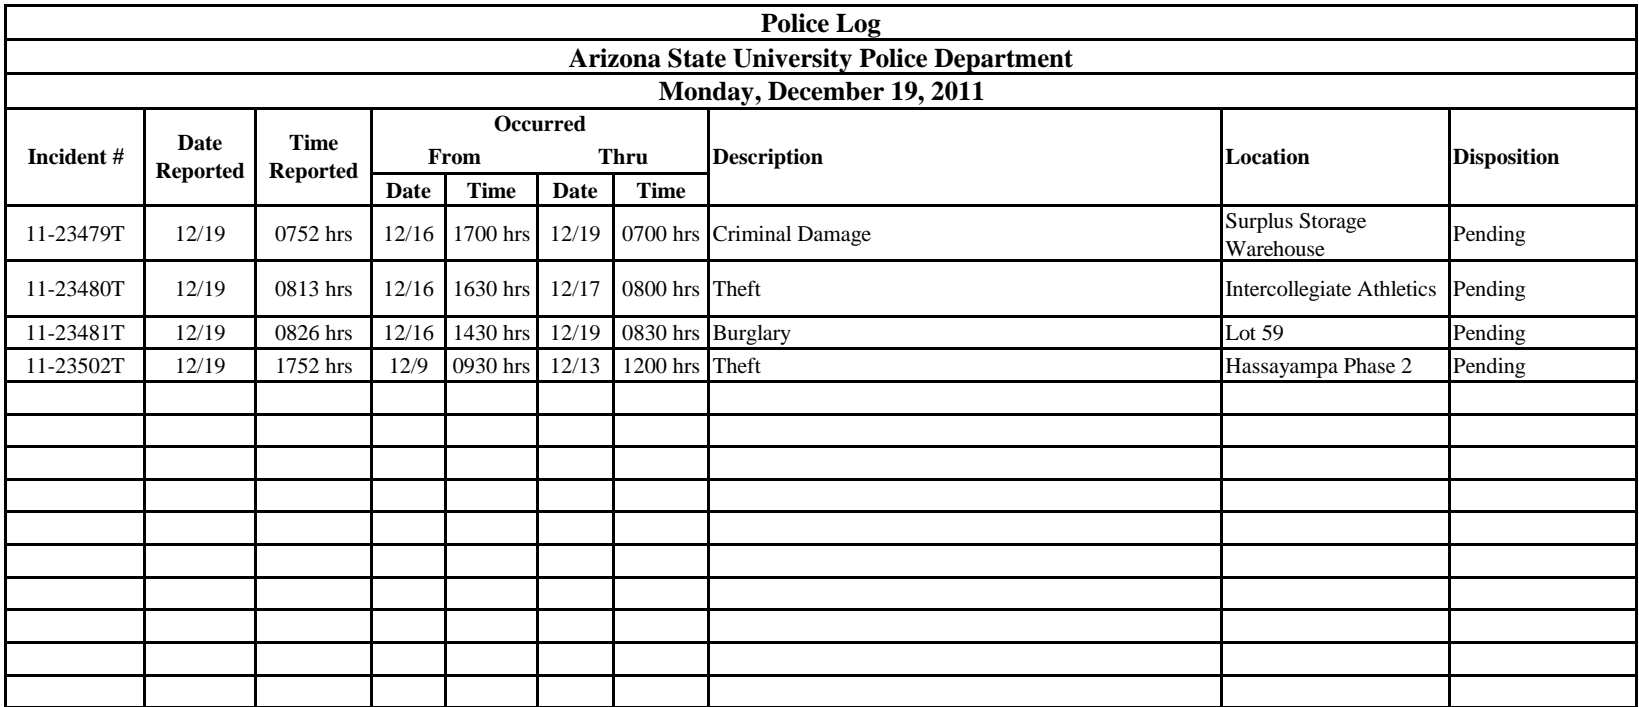 Police Log
Arizona State University Police Department
Monday, December 19, 2011
Incident # Date Reported Time Reported Occurred Description Location Disposition
From Thru
Date Time Date Time
11-23479T 12/19 0752 hrs 12/16 1700 hrs 12/19 0700 hrs Criminal Damage Surplus Storage Warehouse Pending
11-23480T 12/19 0813 hrs 12/16 1630 hrs 12/17 0800 hrs Theft Intercollegiate Athletics Pending
11-23481T 12/19 0826 hrs 12/16 1430 hrs 12/19 0830 hrs Burglary Lot 59 Pending
11-23502T 12/19 1752 hrs 12/9 0930 hrs 12/13 1200 hrs Theft Hassayampa Phase 2 Pending